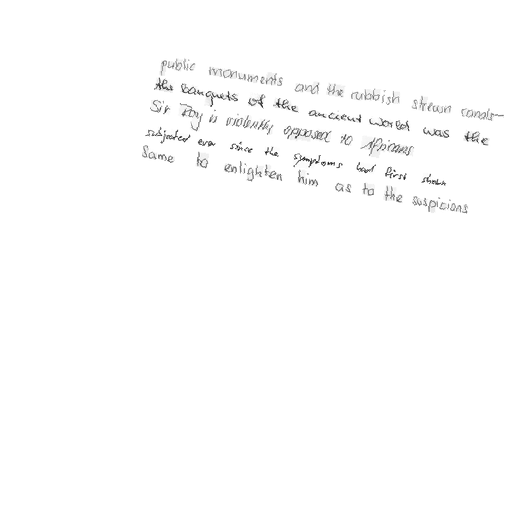 public monuments and the rubbish strewn canals-
the banquets of the ancient world was the
Sir Roy is violently opposed to Africans
subjected ever since the symptoms had first shown
Same to enlighten him as to the suspicions